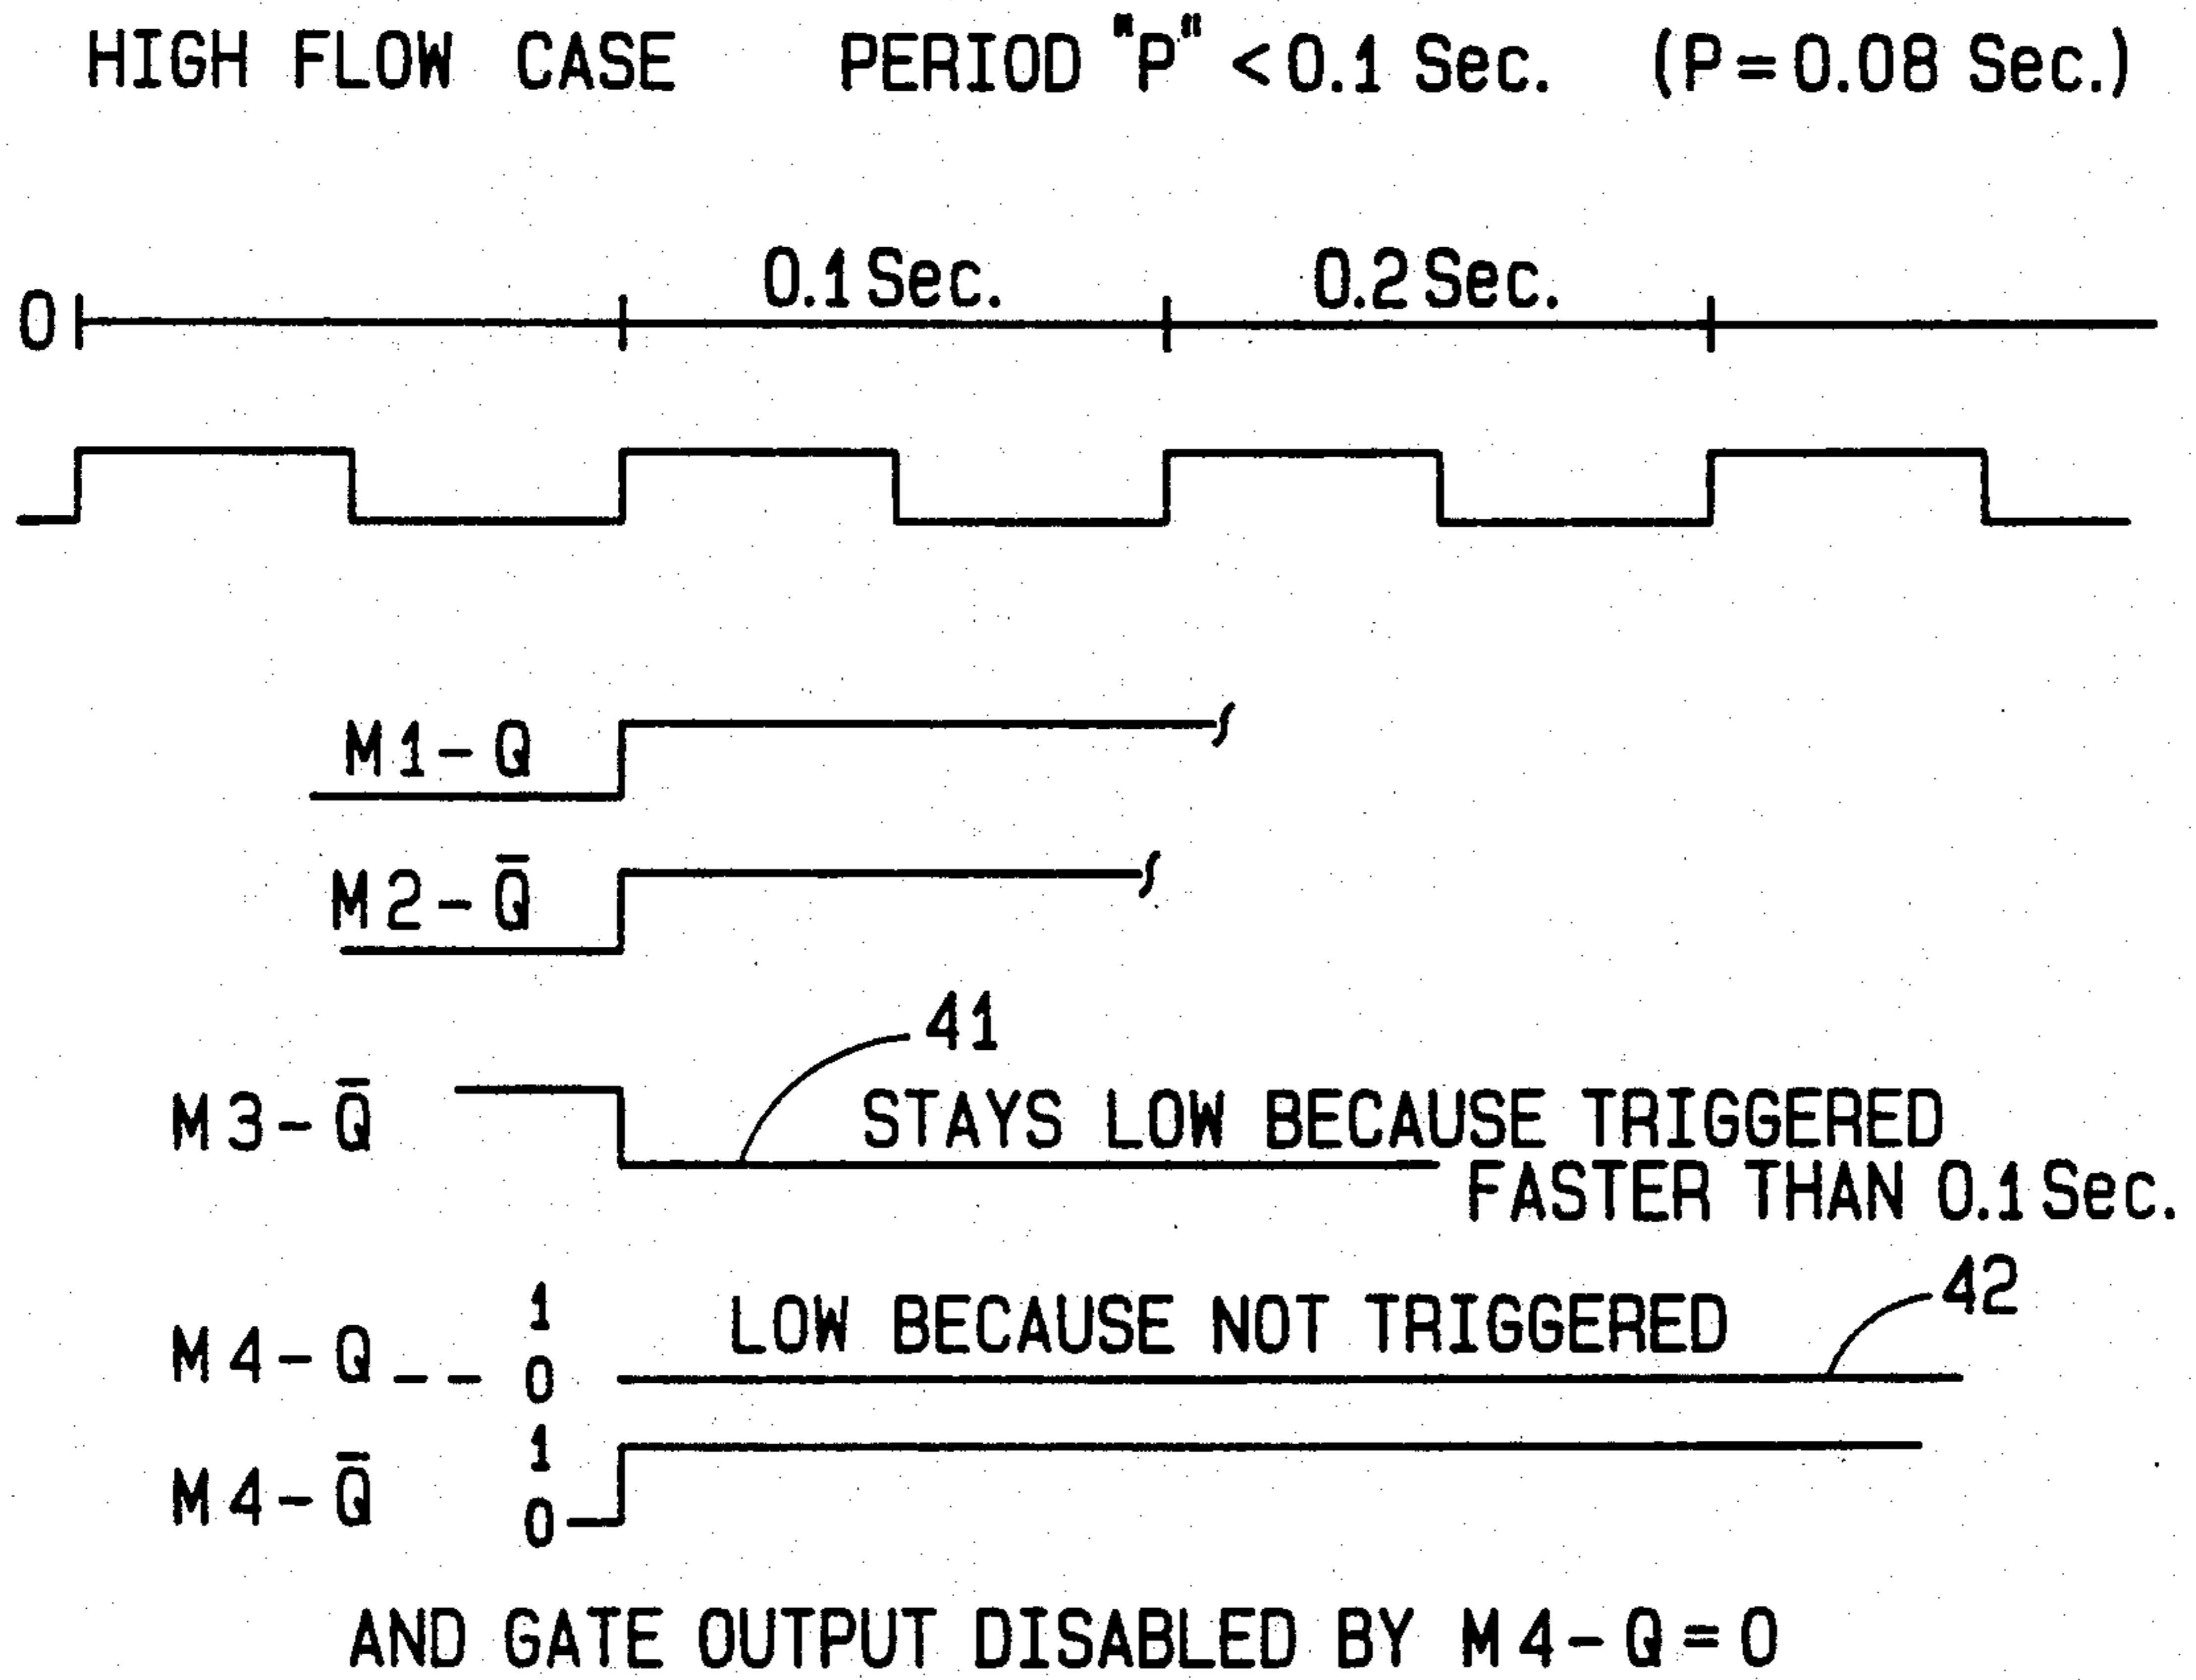 HIGH FLOW CASE PERIOD "P" < 0.1 Sec. (P = 0.08 Sec.)
0.1 Sec. 0.2 Sec.
0
M1-Q
M2-Q̅
41
M3-Q̅ STAYS LOW BECAUSE TRIGGERED
FASTER THAN 0.1 Sec.
1 LOW BECAUSE NOT TRIGGERED 42
M4-Q -- 0
1
M4-Q̅
0
AND GATE OUTPUT DISABLED BY M4-Q = 0